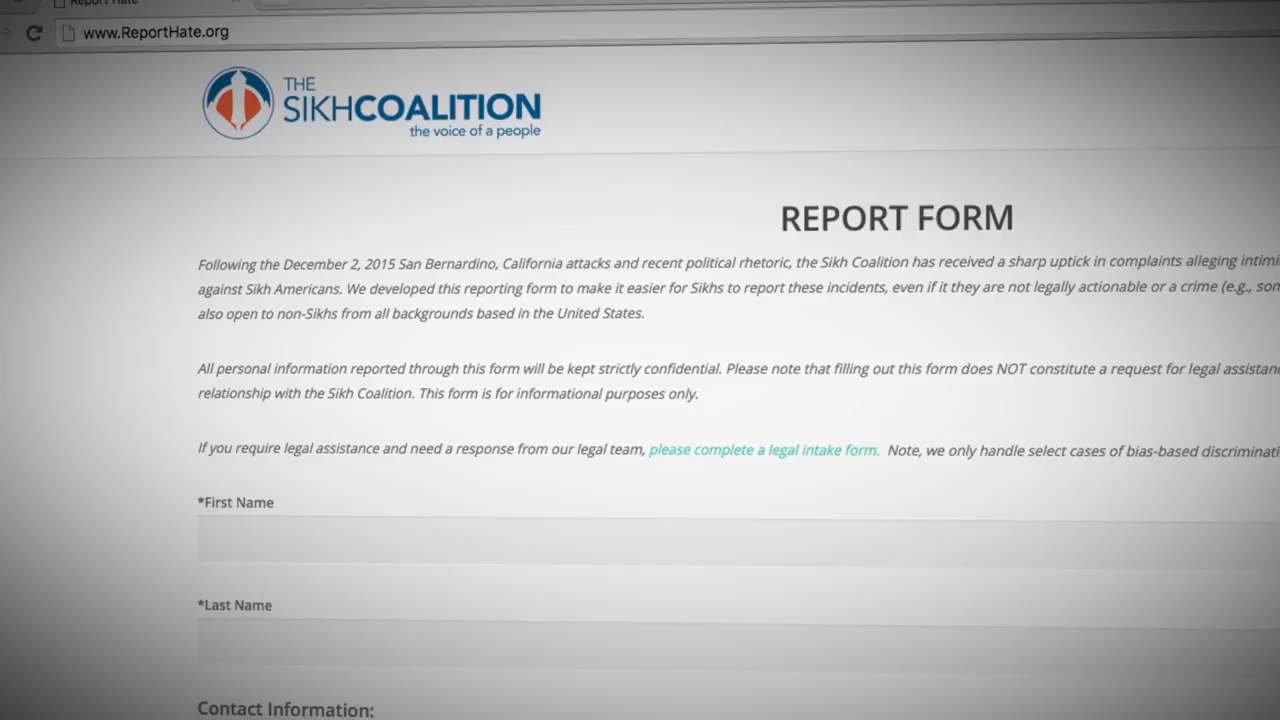 Report Hate
www.ReportHate.org
THE
SIKHCOALITION
the voice of a people
REPORT FORM
Following the December 2, 2015 San Bernardino, California attacks and recent political rhetoric, the Sikh Coalition has received a sharp uptick in complaints alleging
against Sikh Americans. We developed this reporting form to make it easier for Sikhs to report these incidents, even if it they are not legally actionable or a crime (e.g.,
also open to non-Sikhs from all backgrounds based in the United States.
All personal information reported through this form will be kept strictly confidential. Please note that filling out this form does NOT constitute a request for legal
relationship with the Sikh Coalition. This form is for informational purposes only.
If you require legal assistance and need a response from our legal team, please complete a legal intake form. Note, we only handle select cases of bias-based
*First Name
*Last Name
Contact Information: